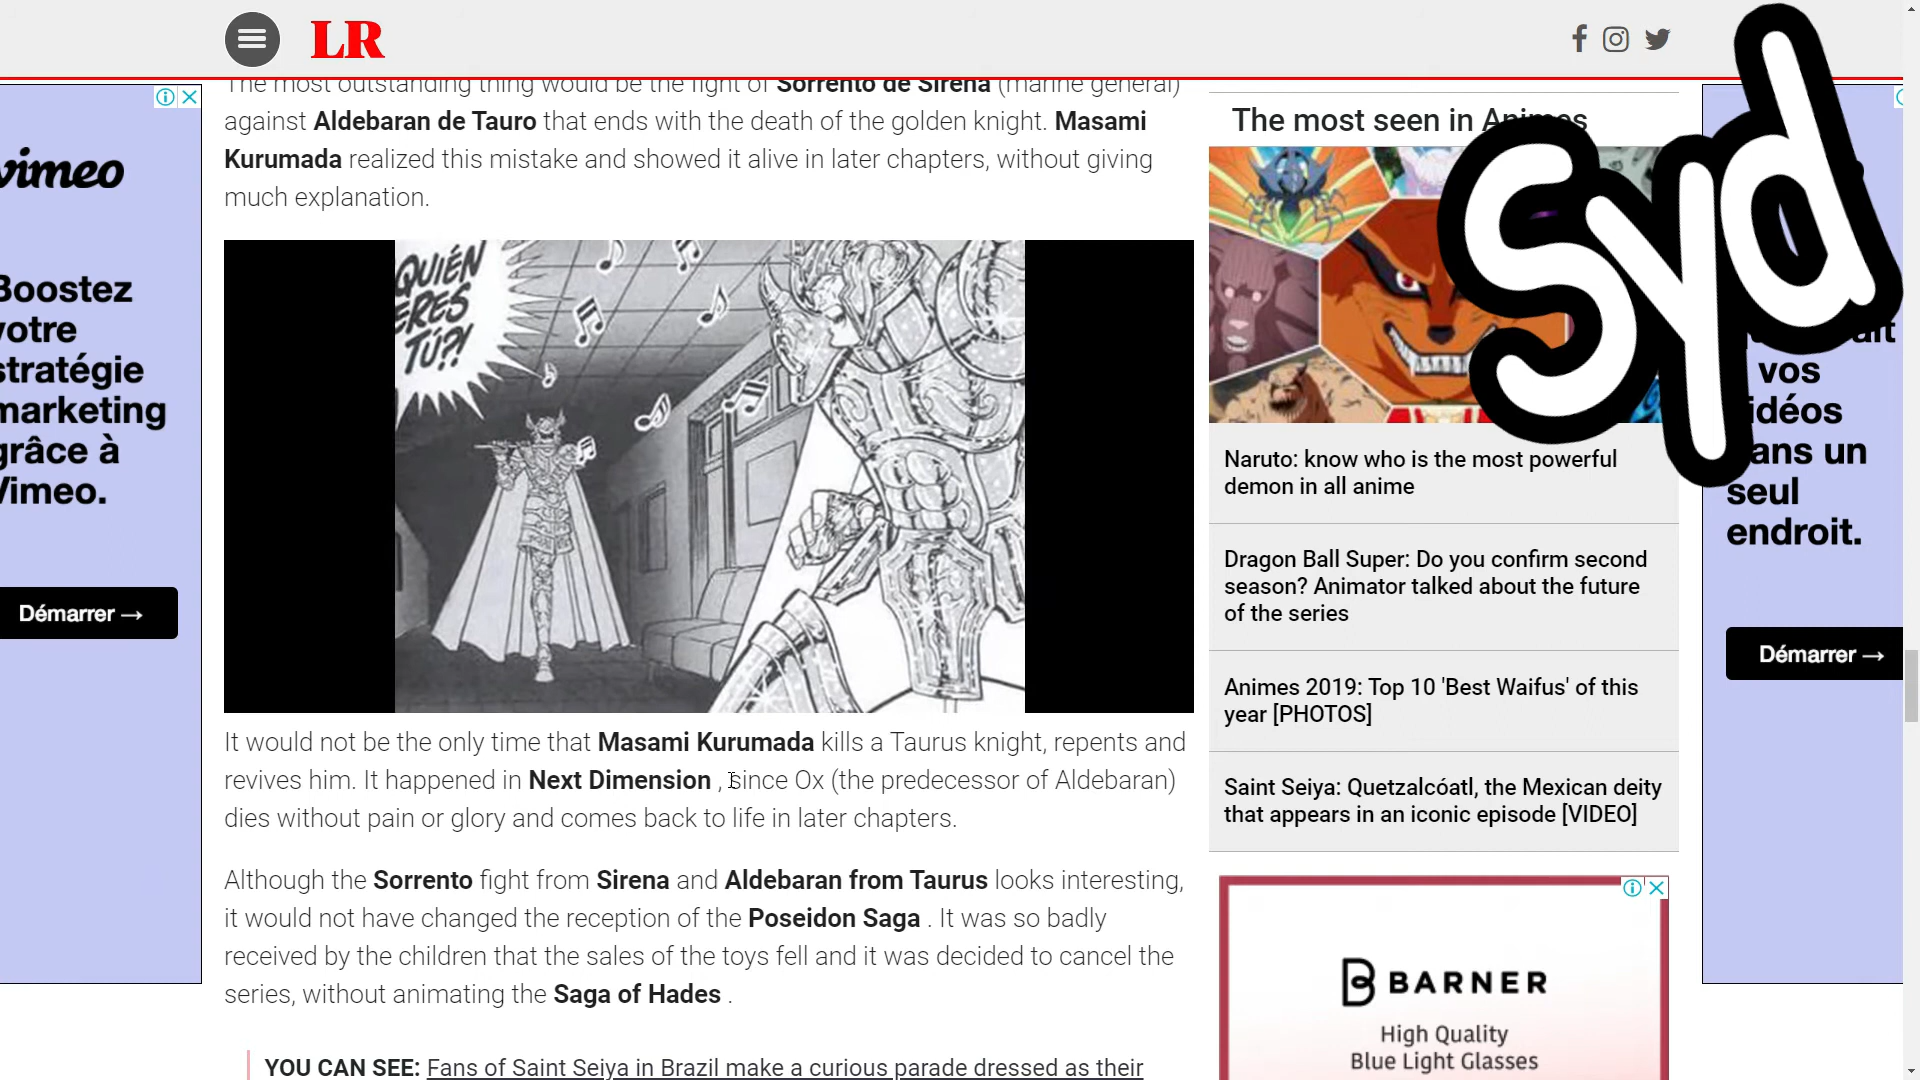 LR
The most outstanding thing would be the fight of Sorrento de Sirena (marine general)
against Aldebaran de Tauro that ends with the death of the golden knight. Masami
Kurumada realized this mistake and showed it alive in later chapters, without giving
much explanation.
QUIÉN
ERES
TÚ?!
It would not be the only time that Masami Kurumada kills a Taurus knight, repents and
revives him. It happened in Next Dimension , since Ox (the predecessor of Aldebaran)
dies without pain or glory and comes back to life in later chapters.
Although the Sorrento fight from Sirena and Aldebaran from Taurus looks interesting,
it would not have changed the reception of the Poseidon Saga . It was so badly
received by the children that the sales of the toys fell and it was decided to cancel the
series, without animating the Saga of Hades .
YOU CAN SEE: Fans of Saint Seiya in Brazil make a curious parade dressed as their
vimeo
Boostez
votre
stratégie
marketing
grâce à
Vimeo.
Démarrer →
The most seen in Animes
Naruto: know who is the most powerful
demon in all anime
Dragon Ball Super: Do you confirm second
season? Animator talked about the future
of the series
Animes 2019: Top 10 'Best Waifus' of this
year [PHOTOS]
Saint Seiya: Quetzalcóatl, the Mexican deity
that appears in an iconic episode [VIDEO]
BARNER
High Quality
Blue Light Glasses
syd
vos
vidéos
dans un
seul
endroit.
Démarrer →